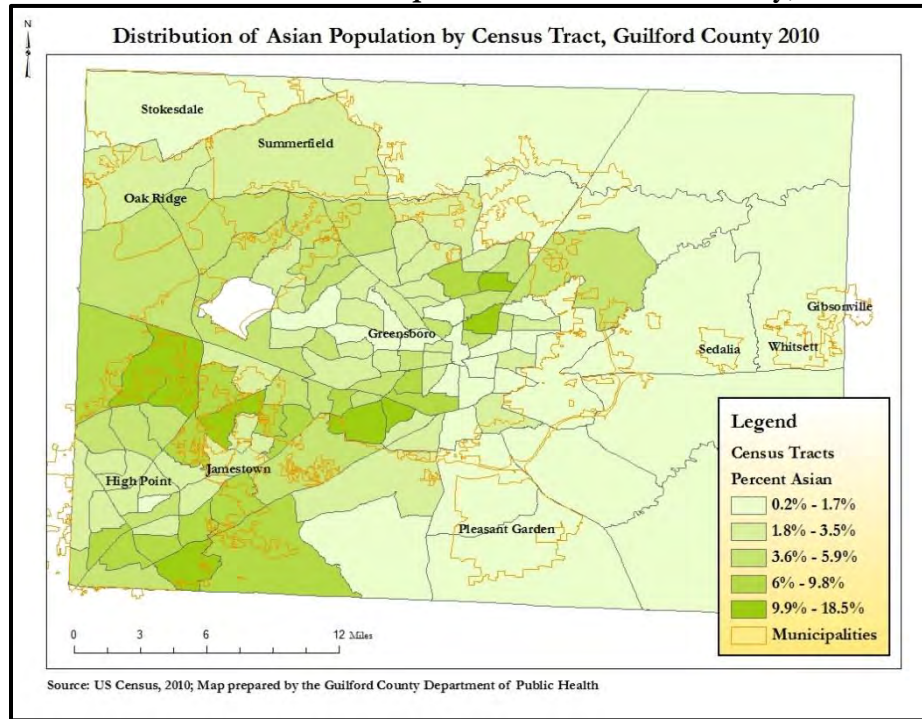 N
Distribution of Asian Population by Census Tract, Guilford County 2010
Stokesdale
Summerfield
Oak Ridge
Greensboro
Gibsonville
Sedalia
Whitsett
High Point
Jamestown
Pleasant Garden
Legend
Census Tracts
Percent Asian
0.2% - 1.7%
1.8% - 3.5%
3.6% - 5.9%
6% - 9.8%
9.9% - 18.5%
Municipalities
0 3 6 12 Miles
Source: US Census, 2010; Map prepared by the Guilford County Department of Public Health